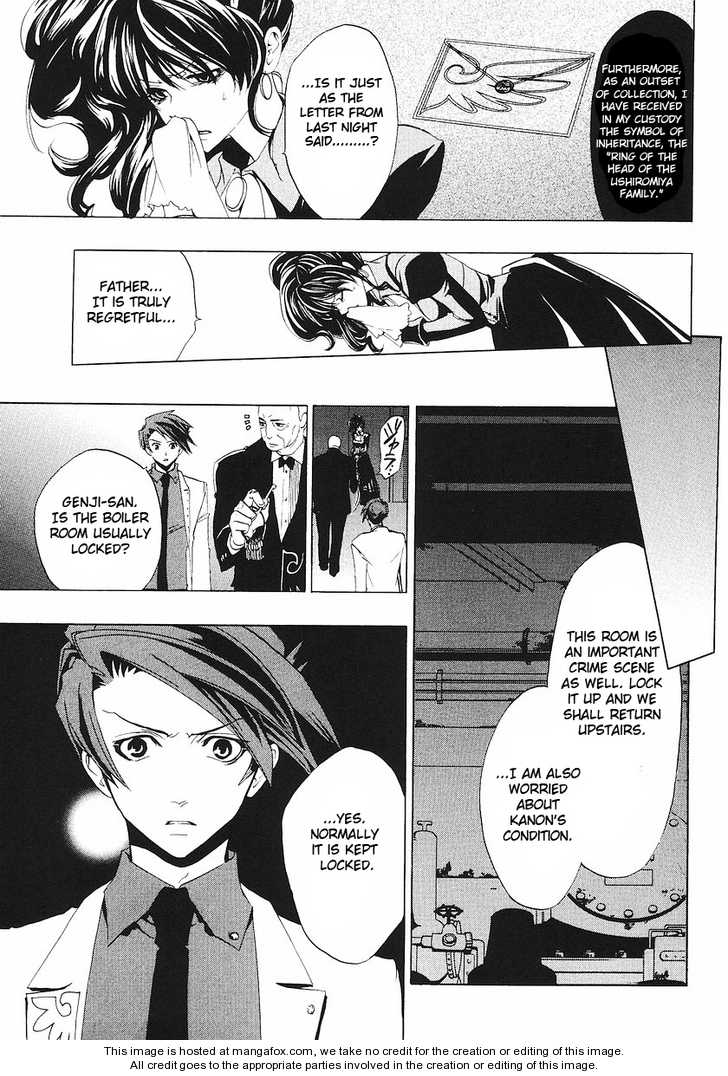 FURTHERMORE,
AS AN OUTSET
OF COLLECTION, I
HAVE RECEIVED
IN MY CUSTODY
THE SYMBOL OF
INHERITANCE, THE
"RING OF THE
HEAD OF THE
USHIROMIYA
FAMILY."
...IS IT JUST
AS THE
LETTER FROM
LAST NIGHT
SAID.........?
FATHER...
IT IS TRULY
REGRETFUL...
THIS ROOM IS
AN IMPORTANT
CRIME SCENE
AS WELL. LOCK
IT UP AND WE
SHALL RETURN
UPSTAIRS.
...I AM ALSO
WORRIED
ABOUT
KANON'S
CONDITION.
GENJI-SAN.
IS THE BOILER
ROOM USUALLY
LOCKED?
...YES.
NORMALLY
IT IS KEPT
LOCKED.
This image is hosted at mangafox.com, we take no credit for the creation or editing of this image.
All credit goes to the appropriate parties involved in the creation or editing of this image.